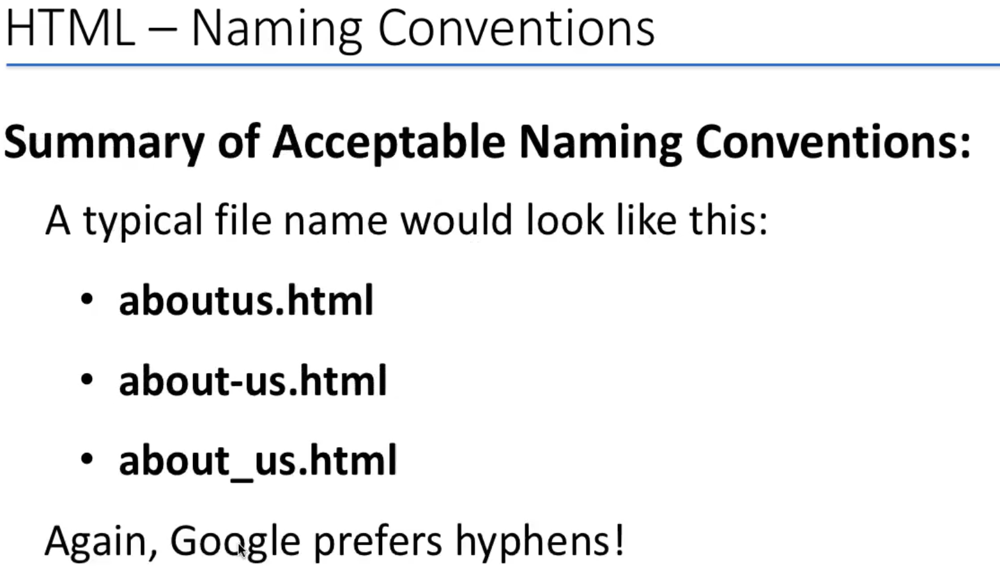 HTML – Naming Conventions
Summary of Acceptable Naming Conventions:
A typical file name would look like this:
• aboutus.html
• about-us.html
• about_us.html
Again, Google prefers hyphens!